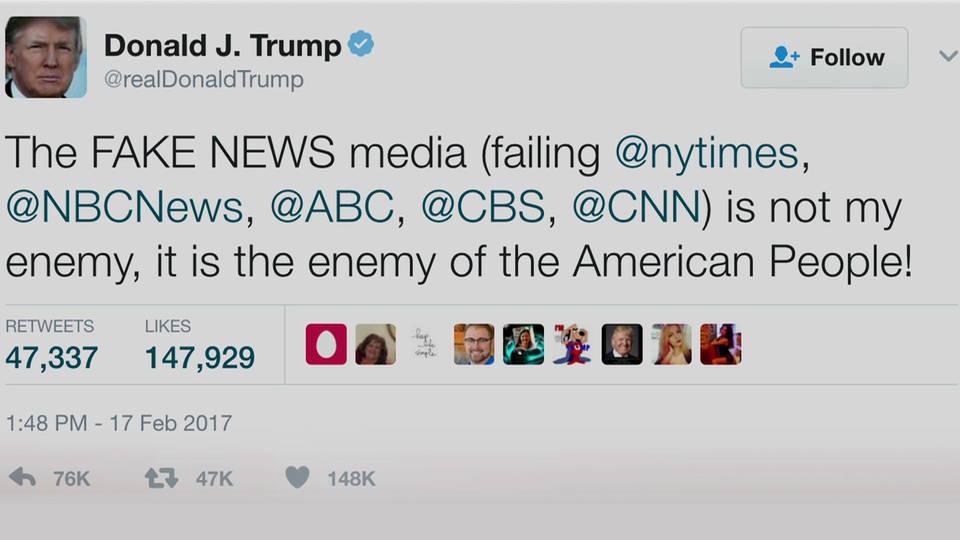 Donald J. Trump
@realDonaldTrump
Follow
The FAKE NEWS media (failing @nytimes,
@NBCNews, @ABC, @CBS, @CNN) is not my
enemy, it is the enemy of the American People!
RETWEETS LIKES
47,337 147,929
1:48 PM - 17 Feb 2017
76K 47K 148K